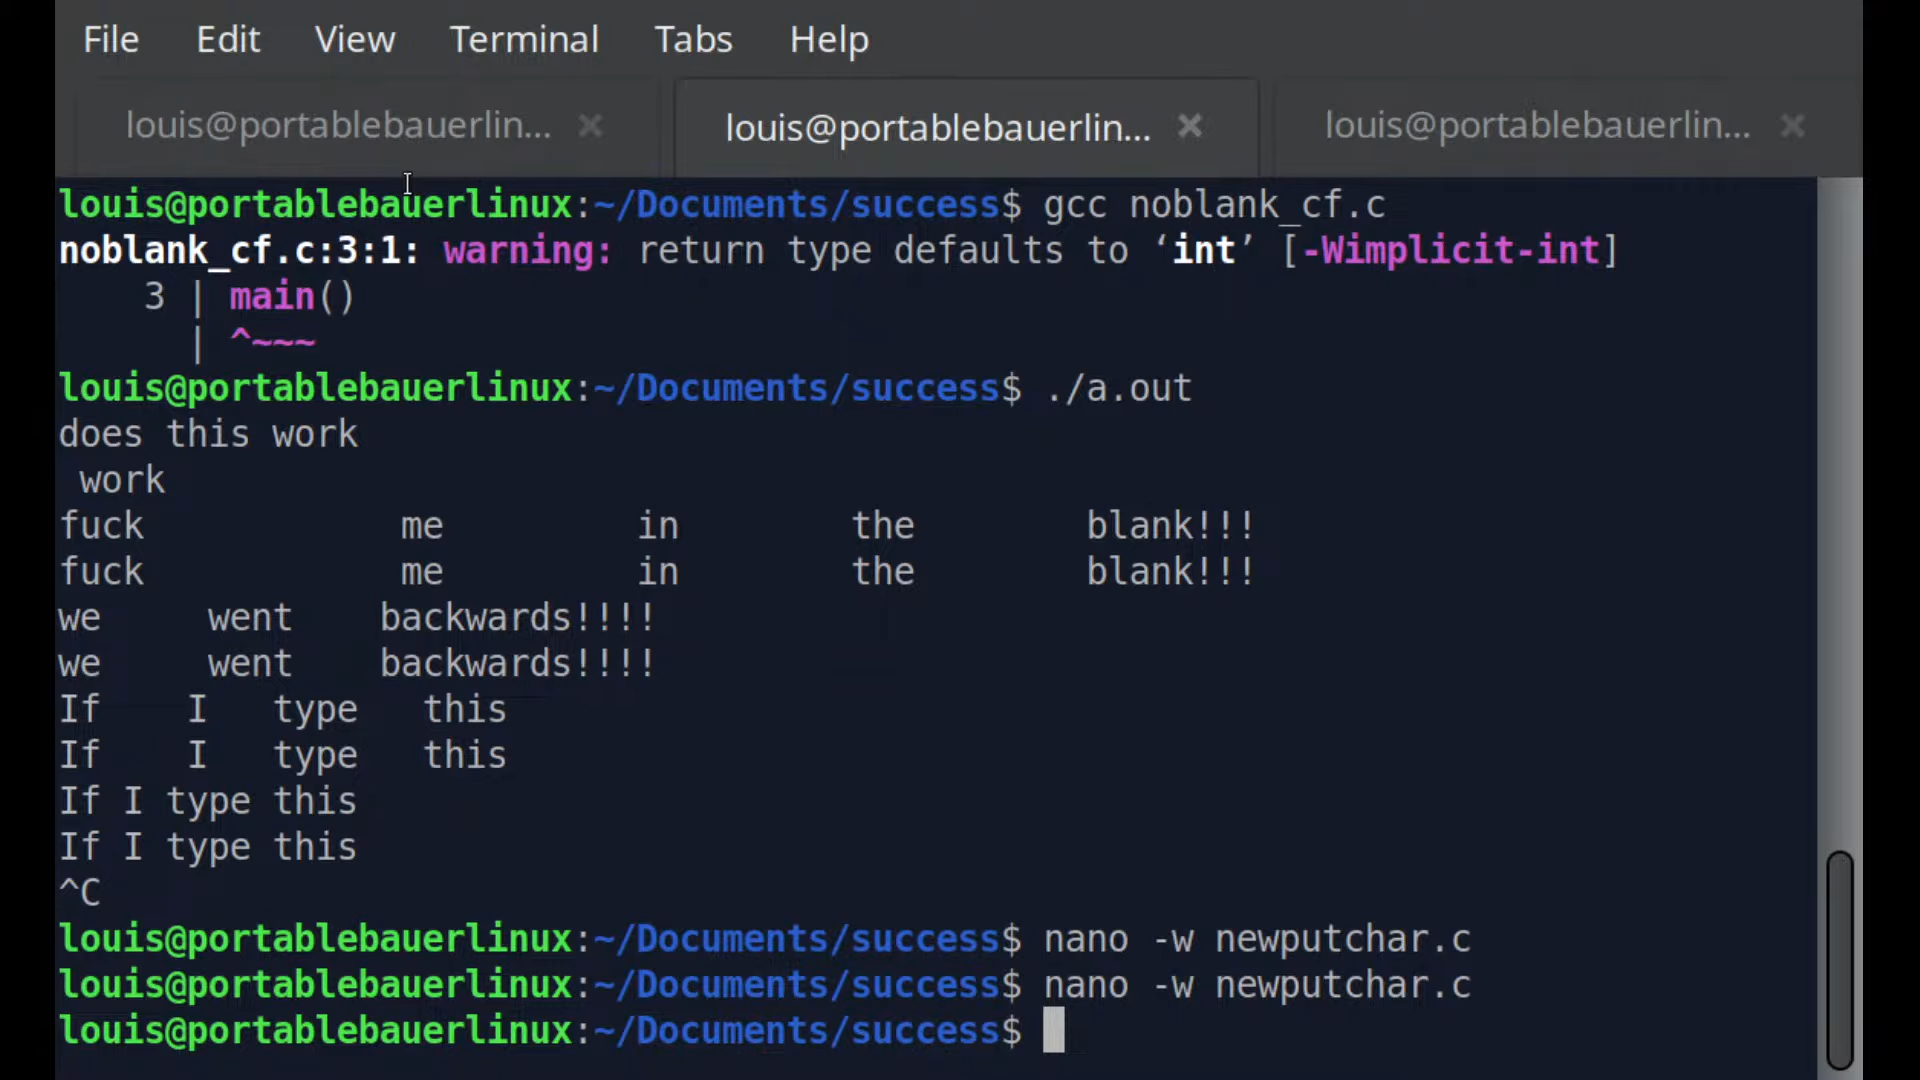 File Edit View Terminal Tabs Help
louis@portablebauerlin... × louis@portablebauerlin... × louis@portablebauerlin... ×
louis@portablebauerlinux:~/Documents/success$ gcc noblank_cf.c
noblank_cf.c:3:1: warning: return type defaults to ‘int’ [-Wimplicit-int]
    3 | main()
      | ^~~~
louis@portablebauerlinux:~/Documents/success$ ./a.out
does this work
 work
fuck            me         in        the        blank!!!
fuck            me         in        the        blank!!!
we     went    backwards!!!!
we     went    backwards!!!!
If    I   type   this
If    I   type   this
If I type this
If I type this
^C
louis@portablebauerlinux:~/Documents/success$ nano -w newputchar.c
louis@portablebauerlinux:~/Documents/success$ nano -w newputchar.c
louis@portablebauerlinux:~/Documents/success$